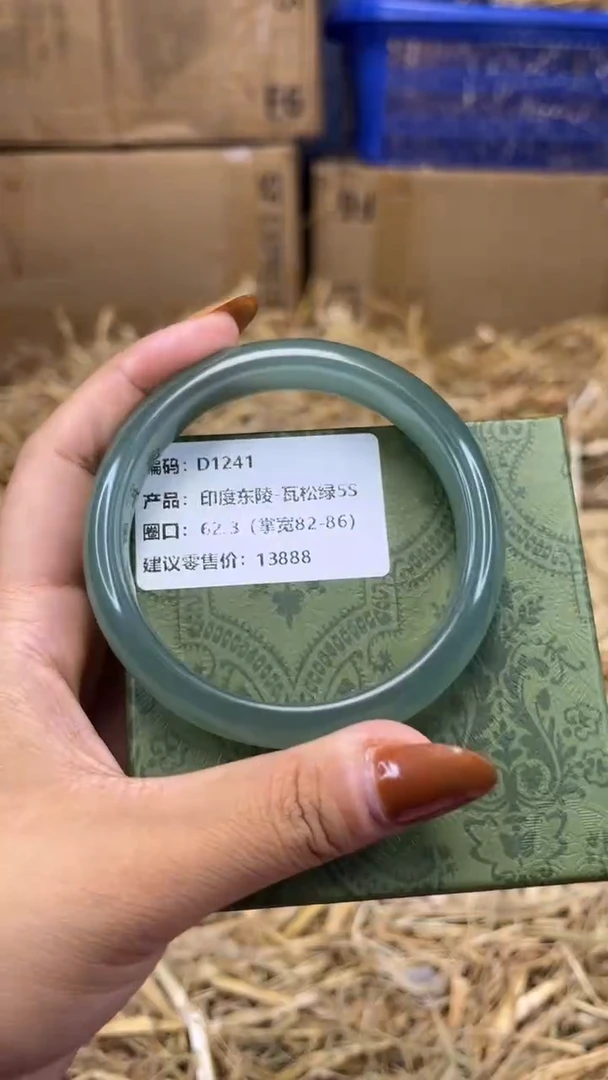 编码：D1241
产品：印度东陵-瓦松绿5S
圈口：62.3（掌宽82-86）
建议零售价：13888